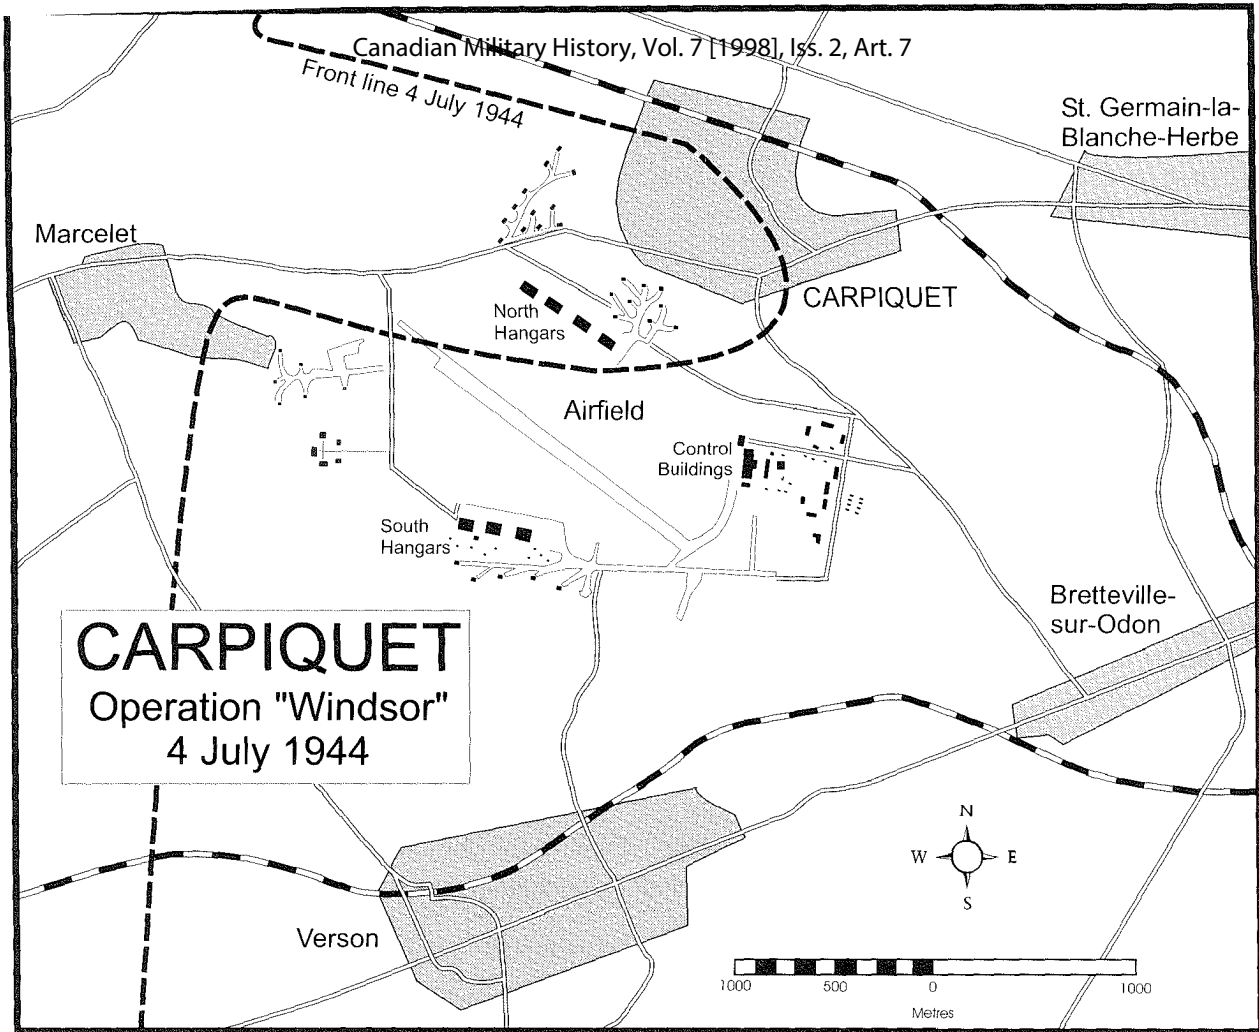 Canadian Military History, Vol. 7 [1998], Iss. 2, Art. 7
Front line 4 July 1944
St. Germain-la-
Blanche-Herbe
Marcelet
CARPIQUET
North
Hangars
Airfield
Control
Buildings
South
Hangars
Bretteville-
sur-Odon
CARPIQUET
Operation "Windsor"
4 July 1944
Verson
N
W E
S
1000 500 0 1000
Metres